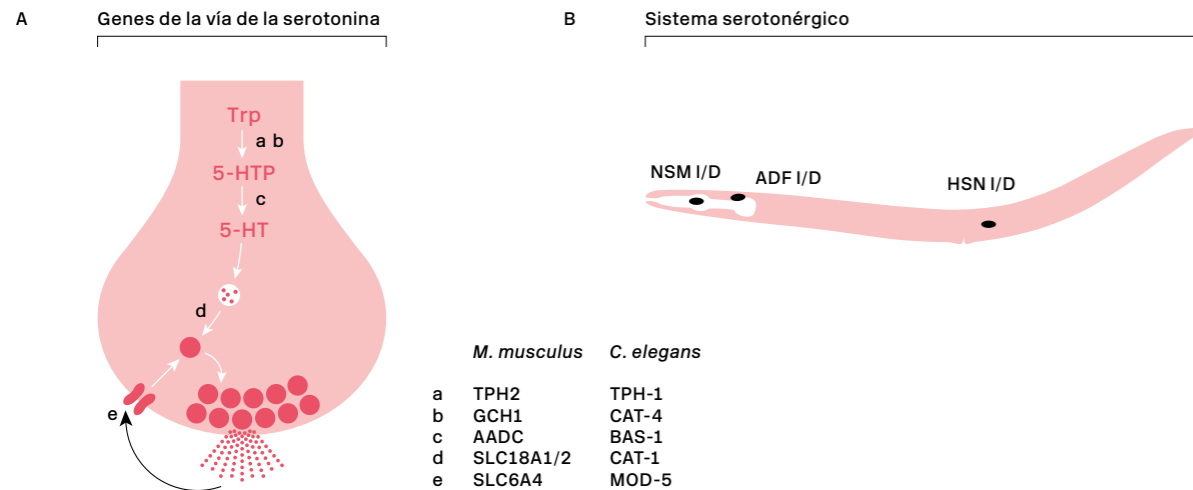 A Genes de la vía de la serotonina
Trp
a b
5-HTP
c
5-HT
d
e
B Sistema serotonérgico
NSM I/D
ADF I/D
HSN I/D
M. musculus C. elegans
a TPH2 TPH-1
b GCH1 CAT-4
c AADC BAS-1
d SLC18A1/2 CAT-1
e SLC6A4 MOD-5